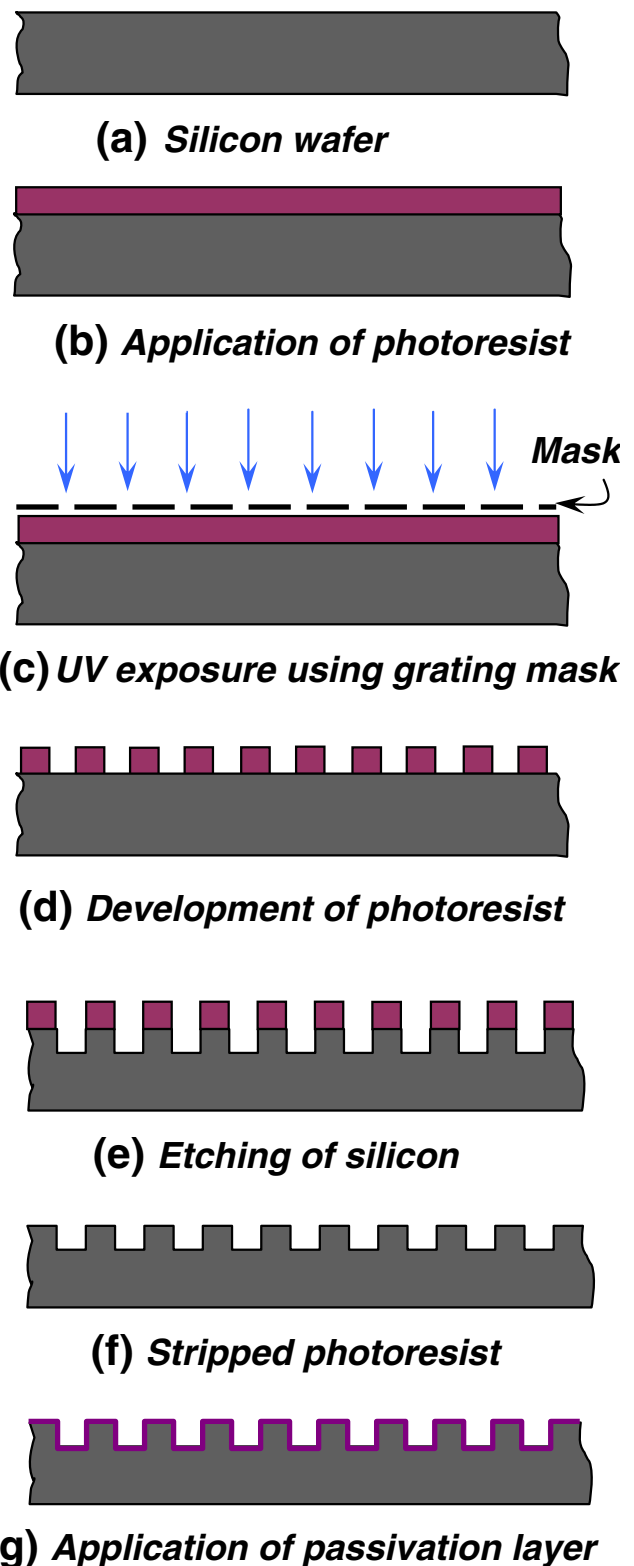 (a) Silicon wafer
(b) Application of photoresist
Mask
(c) UV exposure using grating mask
(d) Development of photoresist
(e) Etching of silicon
(f) Stripped photoresist
g) Application of passivation layer